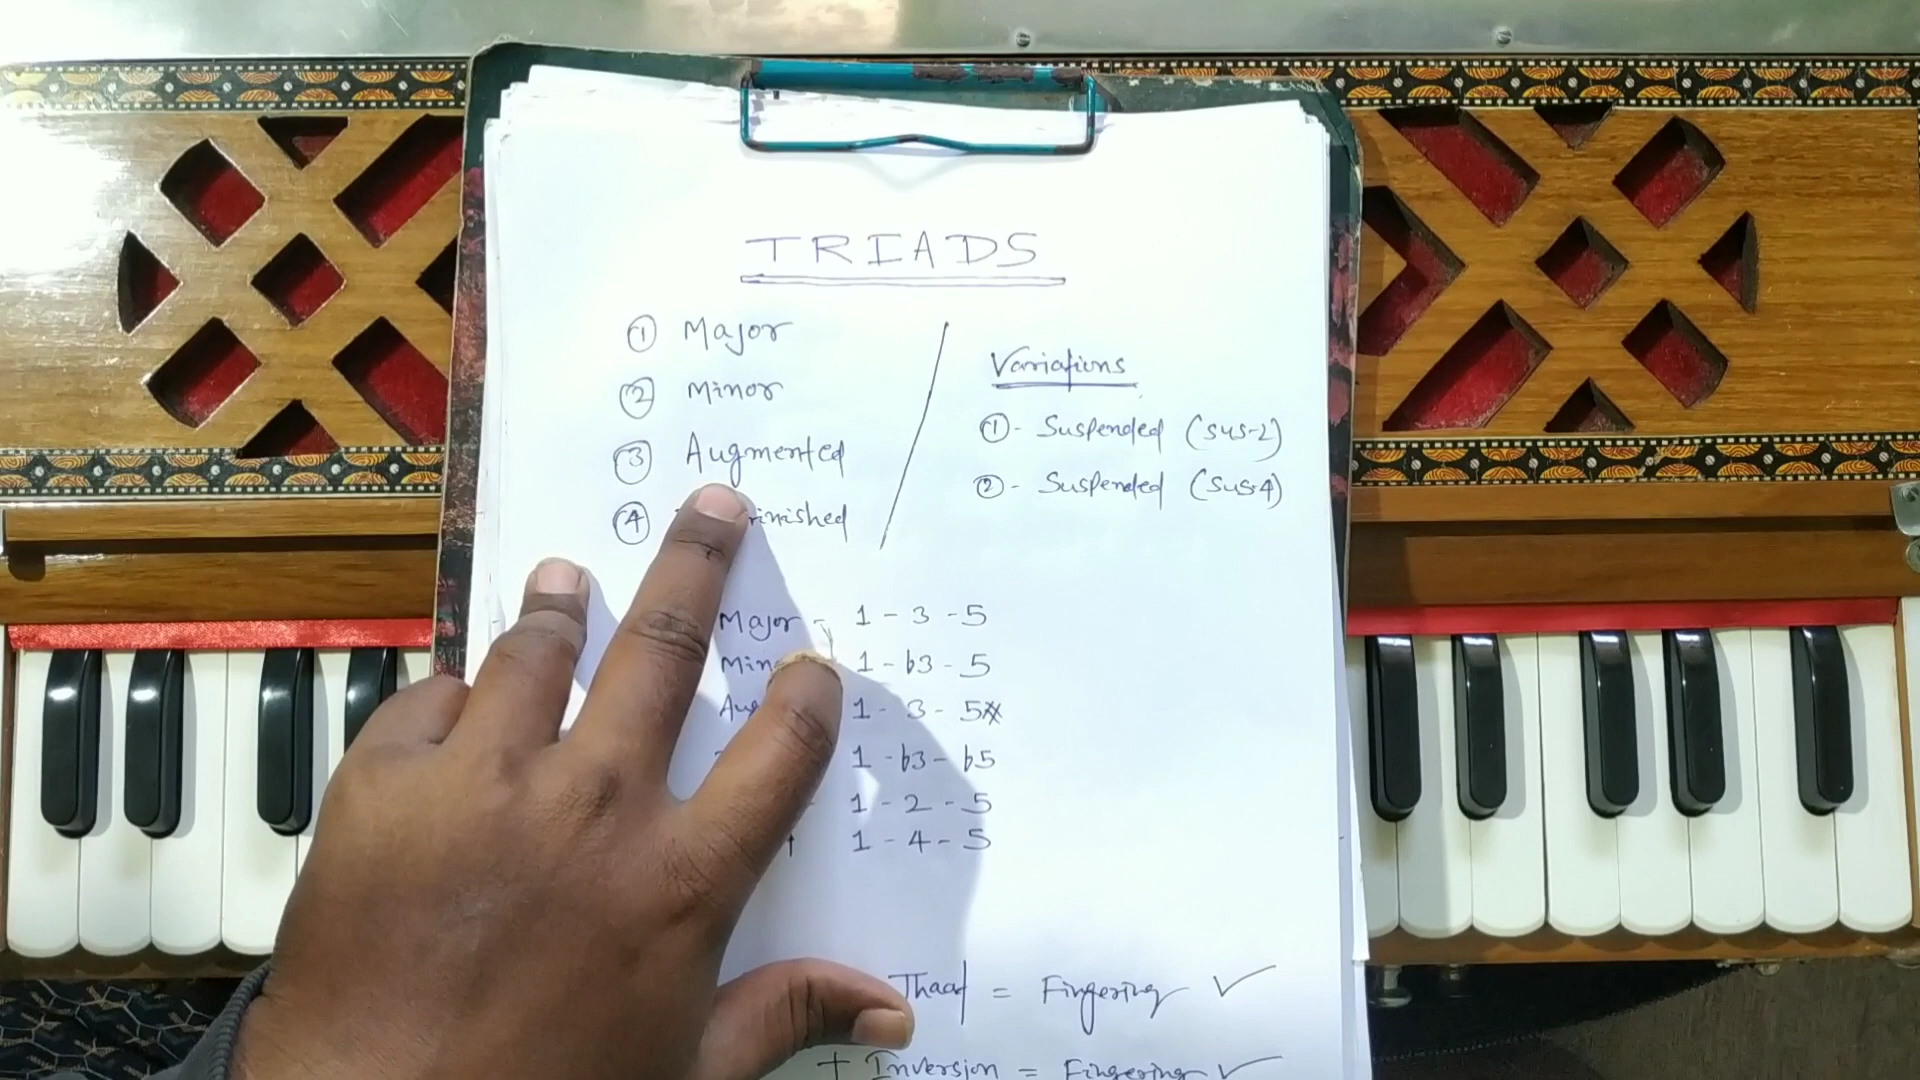 TRIADS
① Major
② Minor
③ Augmented
④
Variations
① - Suspended (sus-2)
② - Suspended (sus-4)
Major - 1 - 3 - 5
1 - b3 - 5
1 - 3 - 5#
1 - b3 - b5
1 - 2 - 5
1 - 4 - 5
Thaat = Fingering ✓
+ Inversion = Fingering ✓